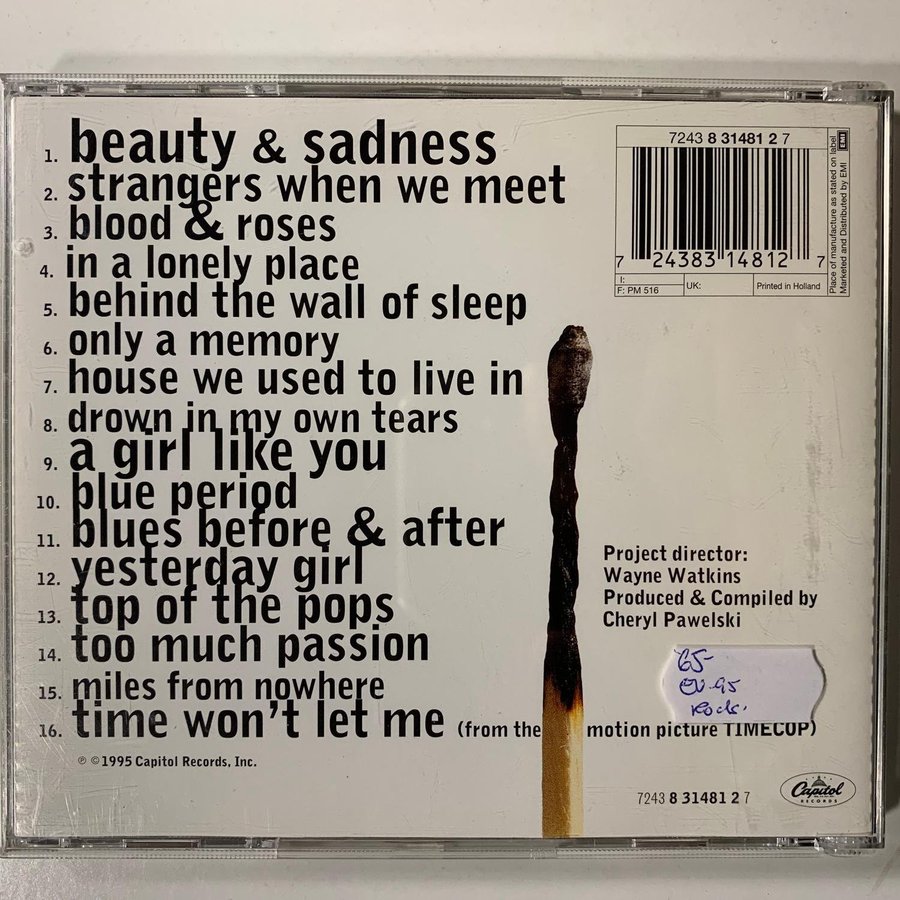 1. beauty & sadness
2. strangers when we meet
3. blood & roses
4. in a lonely place
5. behind the wall of sleep
6. only a memory
7. house we used to live in
8. drown in my own tears
9. a girl like you
10. blue period
11. blues before & after
12. yesterday girl
13. top of the pops
14. too much passion
15. miles from nowhere
16. time won't let me (from the motion picture TIMECOP)
℗ ©1995 Capitol Records, Inc.
7243 8 31481 2 7
7 24383 14812 7
I:
F: PM 516
UK:
Printed in Holland
Place of manufacture as stated on label
Marketed and Distributed by EMI
EMI
Project director:
Wayne Watkins
Produced & Compiled by
Cheryl Pawelski
65-
7243 8 31481 2 7
Capitol
RECORDS